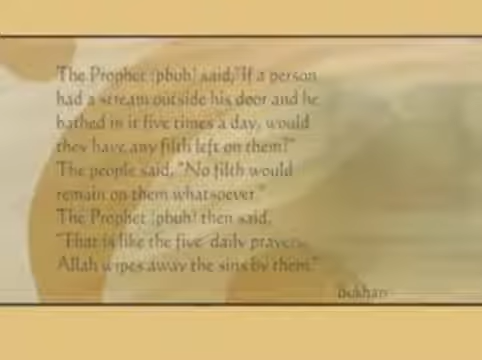 The Prophet (pbuh) said,"If a person
had a stream outside his door and he
bathed in it five times a day, would
they have any filth left on them?"
The people said, "No filth would
remain on them whatsoever."
The Prophet (pbuh) then said,
"That is like the five daily prayers.
Allah wipes away the sins by them."
Bukhari